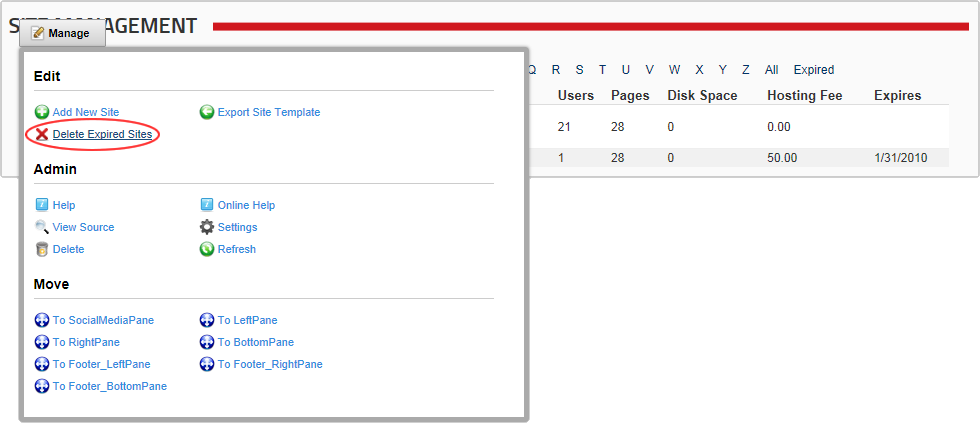 SITE MANAGEMENT
Manage
Q R S T U V W X Y Z All Expired
Users Pages Disk Space Hosting Fee Expires
21 28 0 0.00
1 28 0 50.00 1/31/2010
Edit
Add New Site Export Site Template
Delete Expired Sites
Admin
Help Online Help
View Source Settings
Delete Refresh
Move
To SocialMediaPane To LeftPane
To RightPane To BottomPane
To Footer_LeftPane To Footer_RightPane
To Footer_BottomPane